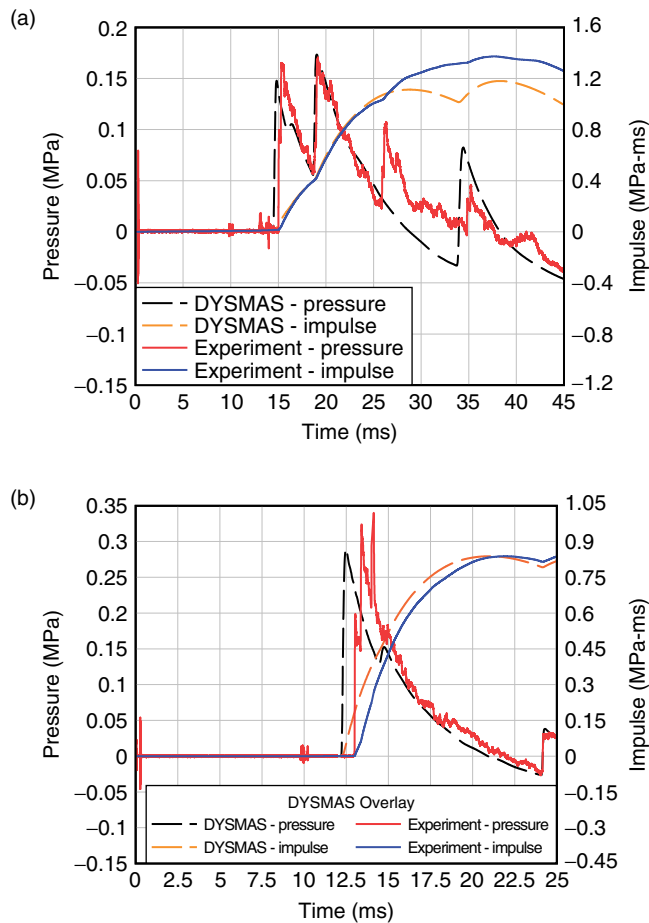 (a)
0.2
0.15
0.1
0.05
0
−0.05
−0.1
−0.15
Pressure (MPa)
1.6
1.2
0.8
0.4
0
−0.4
−0.8
−1.2
Impulse (MPa-ms)
DYSMAS - pressure
DYSMAS - impulse
Experiment - pressure
Experiment - impulse
0 5 10 15 20 25 30 35 40 45
Time (ms)
(b)
0.35
0.3
0.25
0.2
0.15
0.1
0.05
0
−0.05
−0.1
−0.15
Pressure (MPa)
1.05
0.9
0.75
0.6
0.45
0.3
0.15
0
−0.15
−0.3
−0.45
Impulse (MPa-ms)
DYSMAS Overlay
DYSMAS - pressure Experiment - pressure
DYSMAS - impulse Experiment - impulse
0 2.5 5 7.5 10 12.5 15 17.5 20 22.5 25
Time (ms)